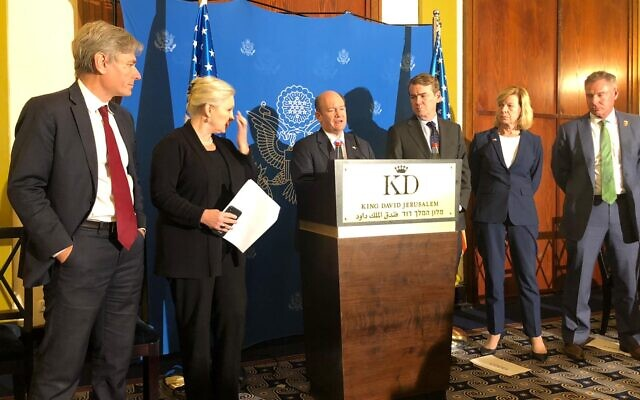 KD
KING DAVID JERUSALEM
מלון המלך דוד فندق الملك داود